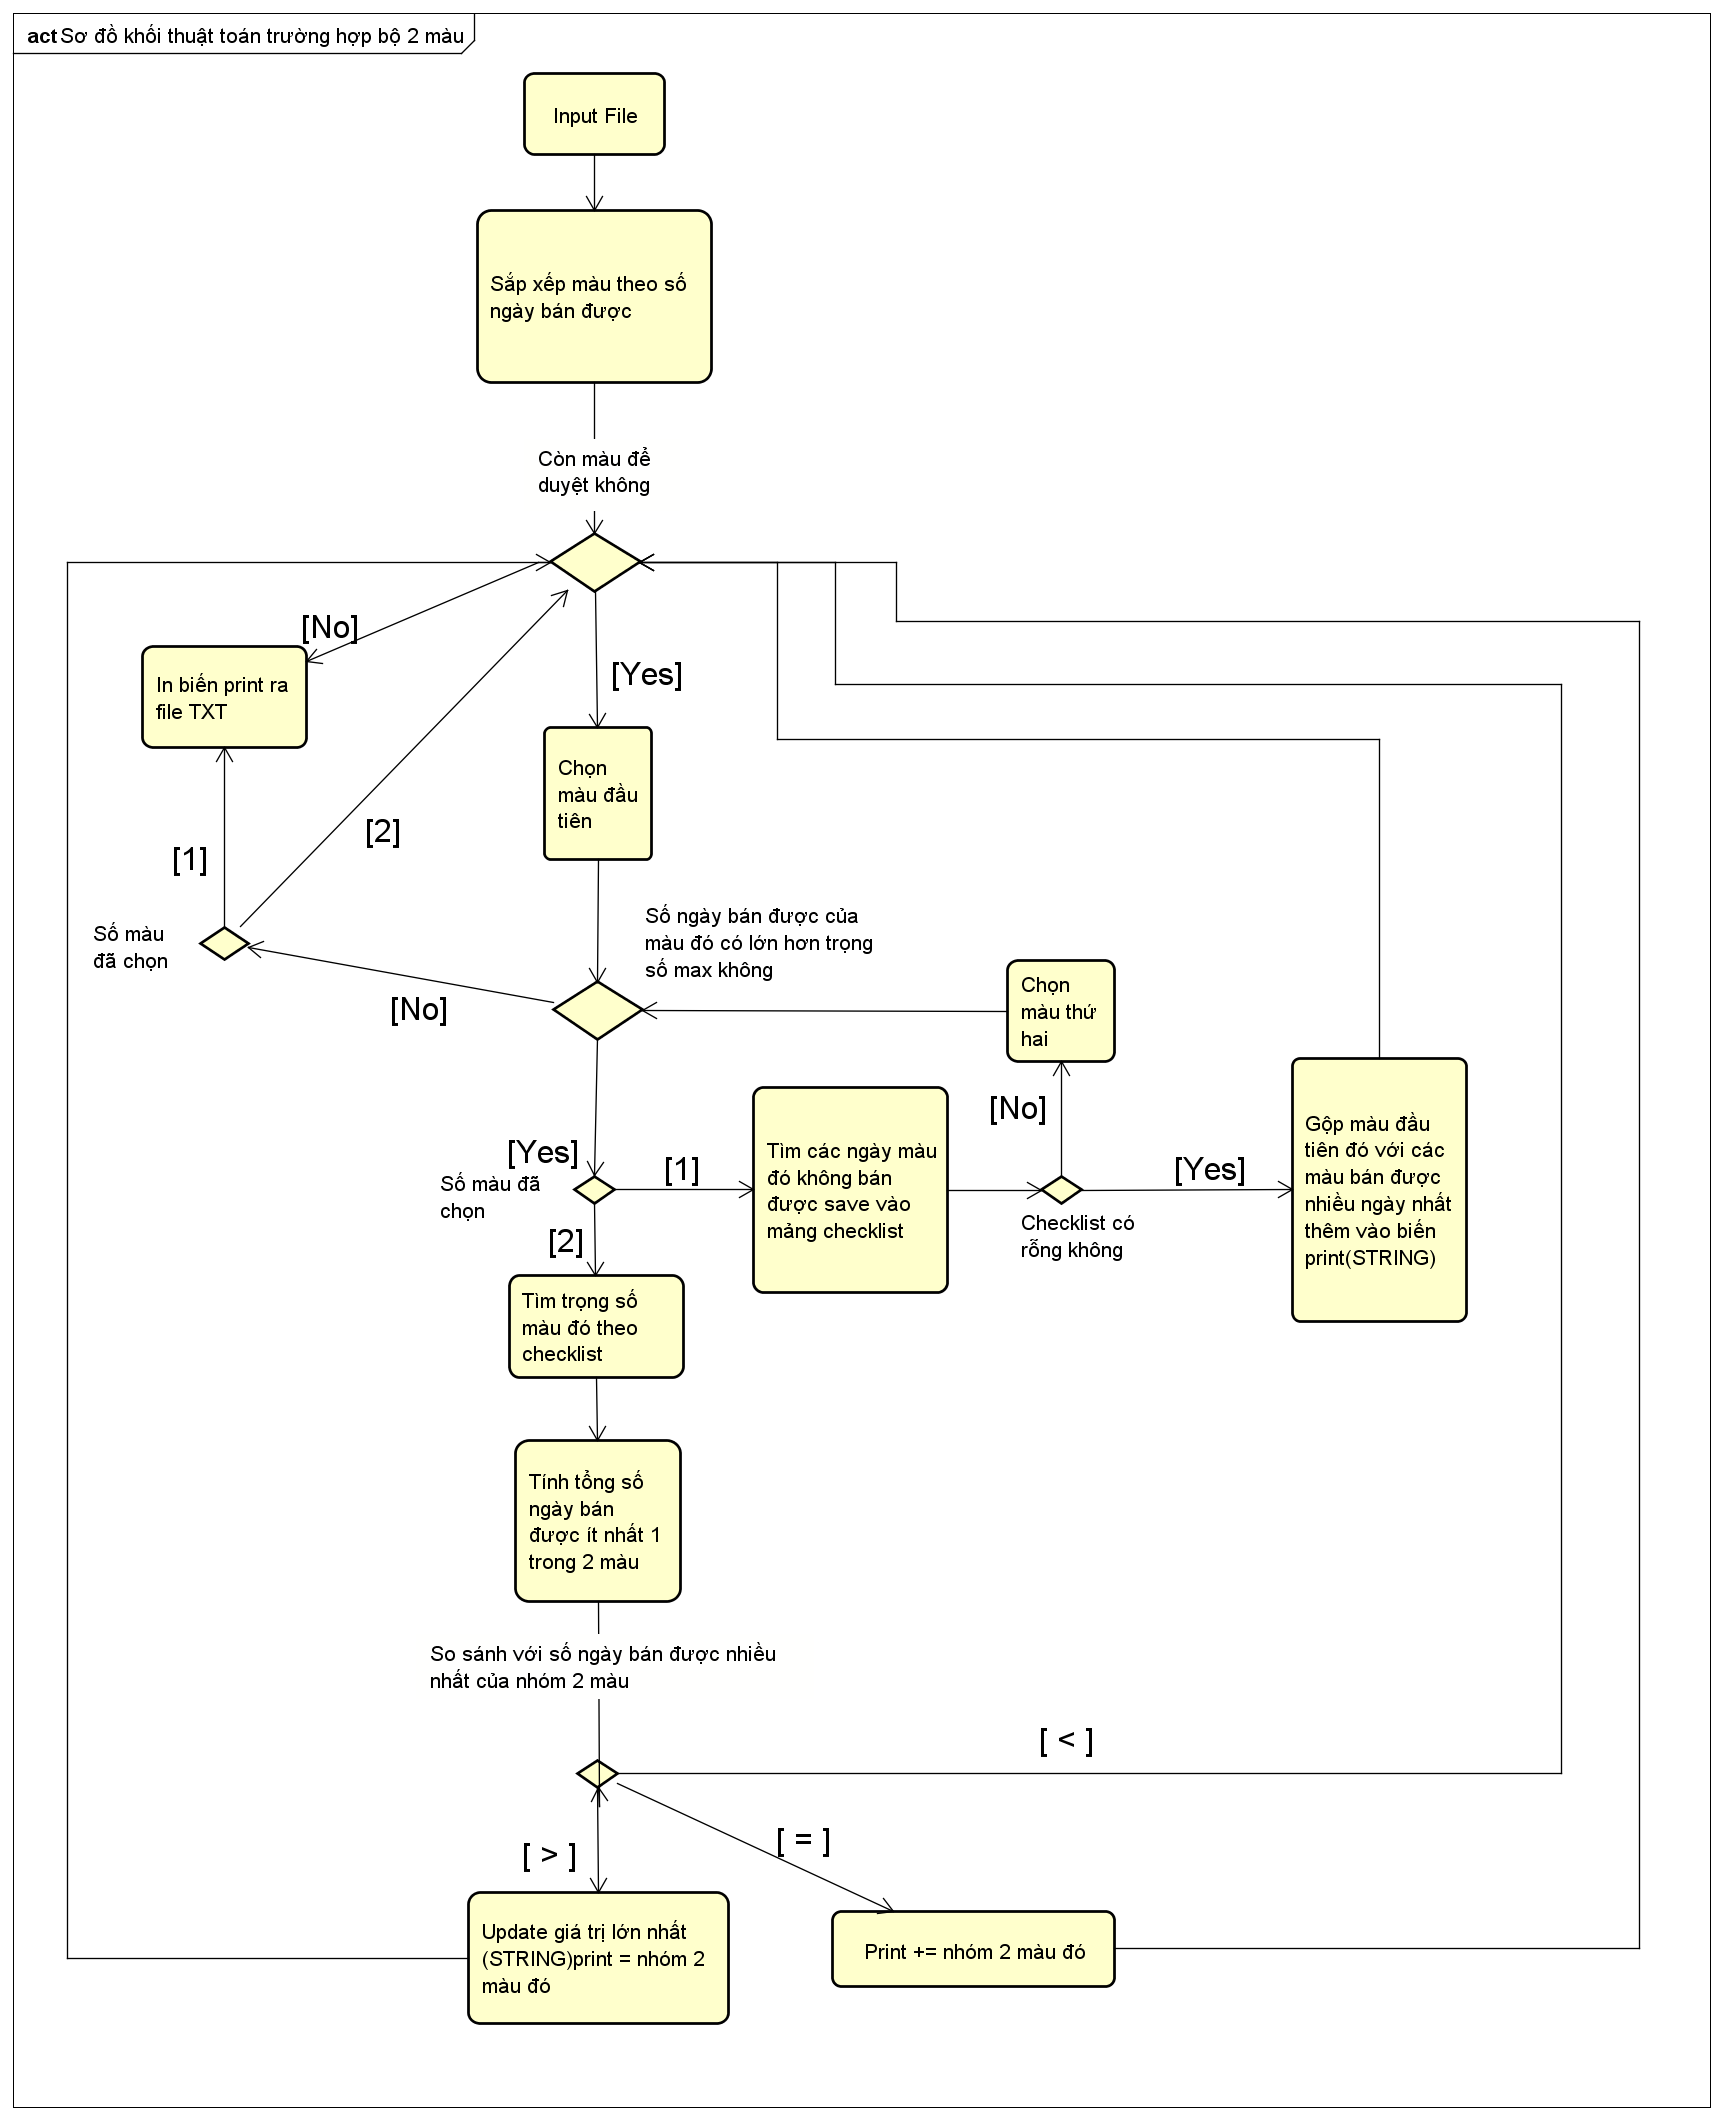 act Sơ đồ khối thuật toán trường hợp bộ 2 màu
Input File
Sắp xếp màu theo số
ngày bán được
Còn màu để
duyệt không
[No]
[Yes]
In biến print ra
file TXT
Chọn
màu đầu
tiên
[2]
[1]
Số màu
đã chọn
Số ngày bán được của
màu đó có lớn hơn trọng
số max không
[No]
Chọn
màu thứ
hai
[No]
[Yes]
Số màu đã
chọn
[1]
Tìm các ngày màu
đó không bán
được save vào
mảng checklist
Checklist có
rỗng không
[Yes]
Gộp màu đầu
tiên đó với các
màu bán được
nhiều ngày nhất
thêm vào biến
print(STRING)
[2]
Tìm trọng số
màu đó theo
checklist
Tính tổng số
ngày bán
được ít nhất 1
trong 2 màu
So sánh với số ngày bán được nhiều
nhất của nhóm 2 màu
[ < ]
[ = ]
[ > ]
Update giá trị lớn nhất
(STRING)print = nhóm 2
màu đó
Print += nhóm 2 màu đó